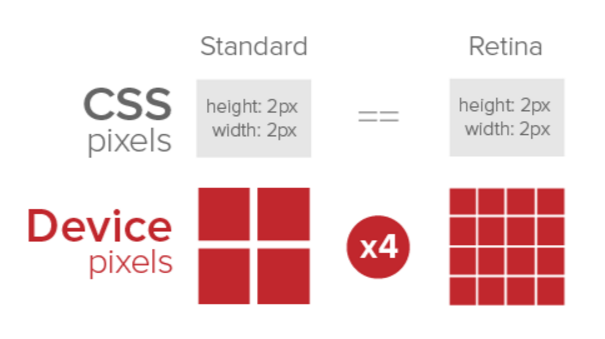 Standard
Retina
CSS
pixels
height: 2px
width: 2px
==
height: 2px
width: 2px
Device
pixels
x4